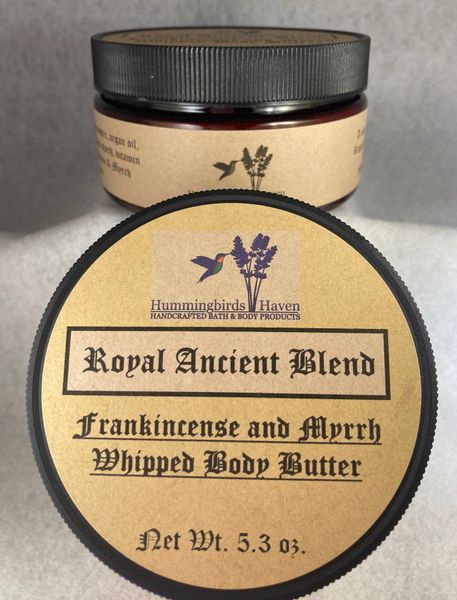 argan oil,
vitamin
& Myrrh
Hummingbirds Haven
HANDCRAFTED BATH & BODY PRODUCTS
Royal Ancient Blend
Frankincense and Myrrh
Whipped Body Butter
Net Wt. 5.3 oz.